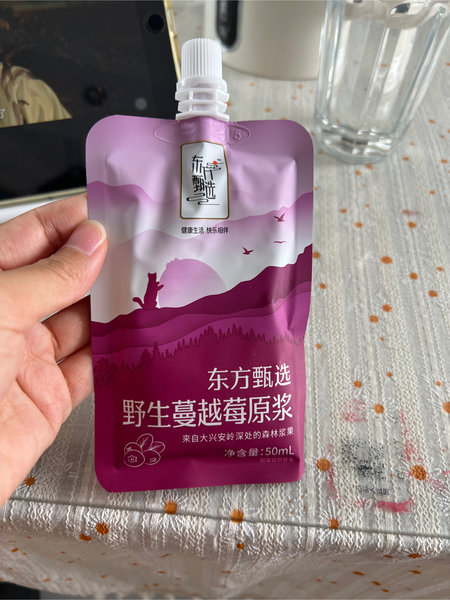 东方甄选
健康生活 快乐相伴
东方甄选
野生蔓越莓原浆
来自大兴安岭深处的森林浆果
净含量:50mL